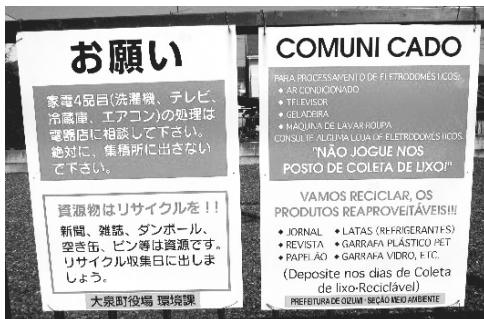 お願い
家電4品目(洗濯機、テレビ、
冷蔵庫、エアコン)の処理は
電器店に相談して下さい。
絶対に、集積所に出さない
で下さい。
資源物はリサイクルを!!
新聞、雑誌、ダンボール、
空き缶、ビン等は資源です。
リサイクル収集日に出しま
しょう。
大泉町役場 環境課
COMUNI CADO
PARA PROCESSAMENTO DE ELETRODOMÉSTICOS:
• AR CONDICIONADO
• TELEVISOR
• GELADEIRA
• MAQUINA DE LAVAR ROUPA
CONSULTE ALGUMA LOJA DE ELETRODOMÉSTICOS
"NÃO JOGUE NOS
POSTO DE COLETA DE LIXO!"
VAMOS RECICLAR, OS
PRODUTOS REAPROVEITÁVEIS!!!
• JORNAL • LATAS (REFRIGERANTES)
• REVISTA • GARRAFA PLÁSTICO PET
• PAPELÃO • GARRAFA VIDRO, ETC.
(Deposite nos dias de Coleta
de lixo-Reciclável)
PREFEITURA DE OIZUMI - SEÇÃO MEIO AMBIENTE